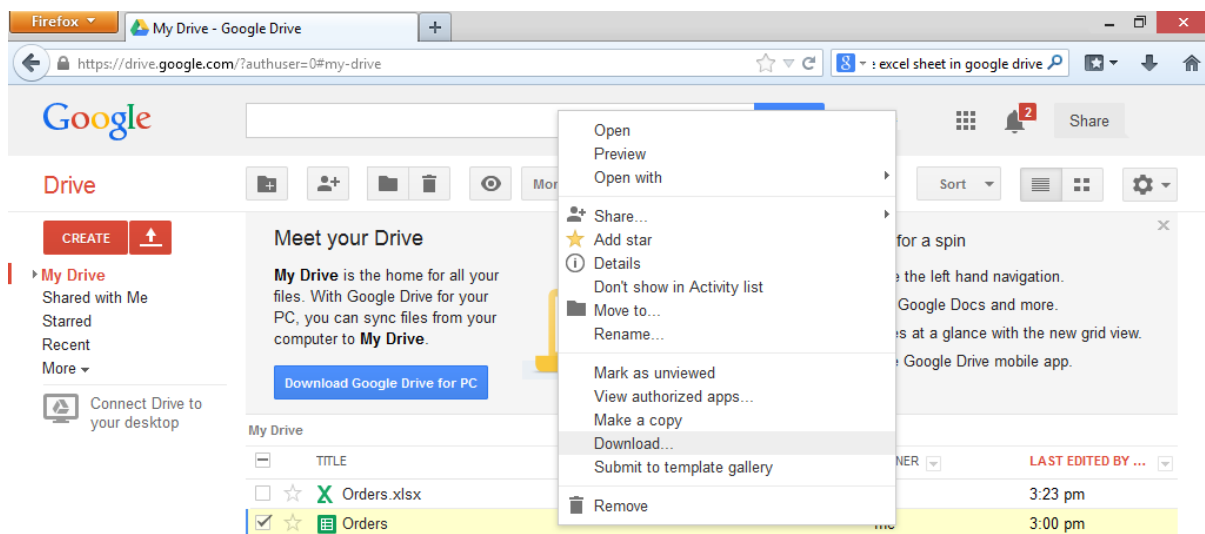 Firefox
My Drive - Google Drive
https://drive.google.com/?authuser=0#my-drive
excel sheet in google drive
Google
2
Share
Drive
Mor
Sort
CREATE
My Drive
Shared with Me
Starred
Recent
More
Connect Drive to
your desktop
Meet your Drive
My Drive is the home for all your
files. With Google Drive for your
PC, you can sync files from your
computer to My Drive.
Download Google Drive for PC
for a spin
the left hand navigation.
Google Docs and more.
es at a glance with the new grid view.
Google Drive mobile app.
Open
Preview
Open with
Share...
Add star
Details
Don't show in Activity list
Move to...
Rename...
Mark as unviewed
View authorized apps...
Make a copy
Download...
Submit to template gallery
Remove
My Drive
TITLE
NER
LAST EDITED BY ...
Orders.xlsx
3:23 pm
Orders
me
3:00 pm